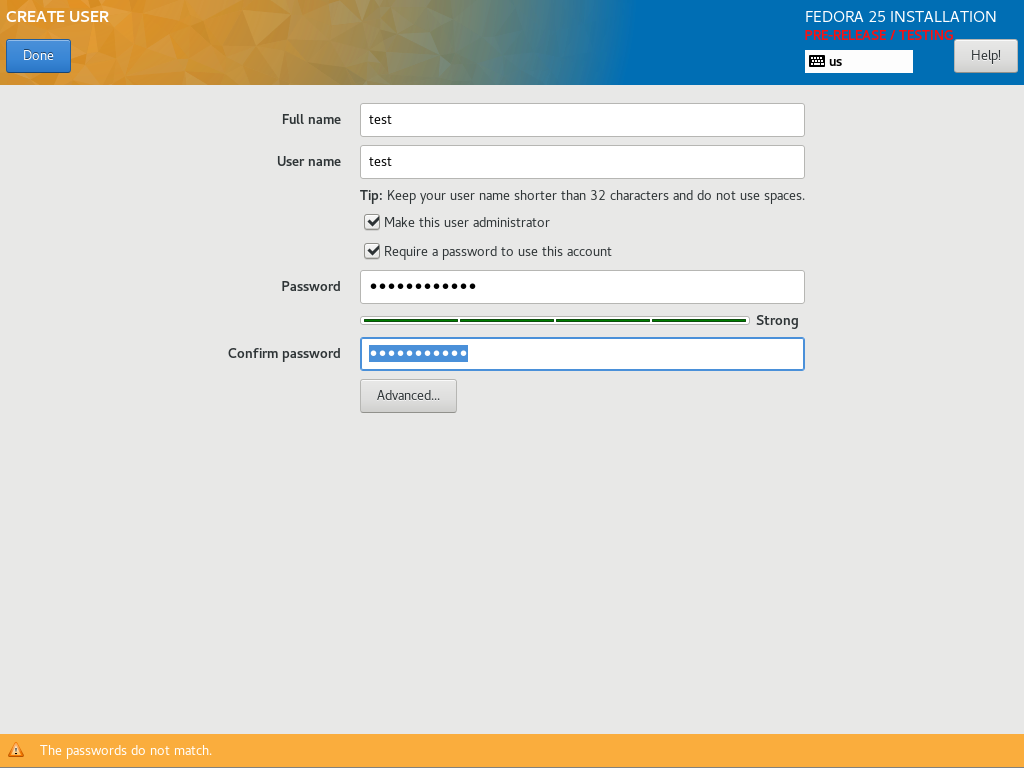 CREATE USER
FEDORA 25 INSTALLATION
PRE-RELEASE / TESTING
Done
us
Help!
Full name
test
User name
test
Tip: Keep your user name shorter than 32 characters and do not use spaces.
Make this user administrator
Require a password to use this account
Password
●●●●●●●●●●●●
Strong
Confirm password
●●●●●●●●●●●
Advanced...
The passwords do not match.